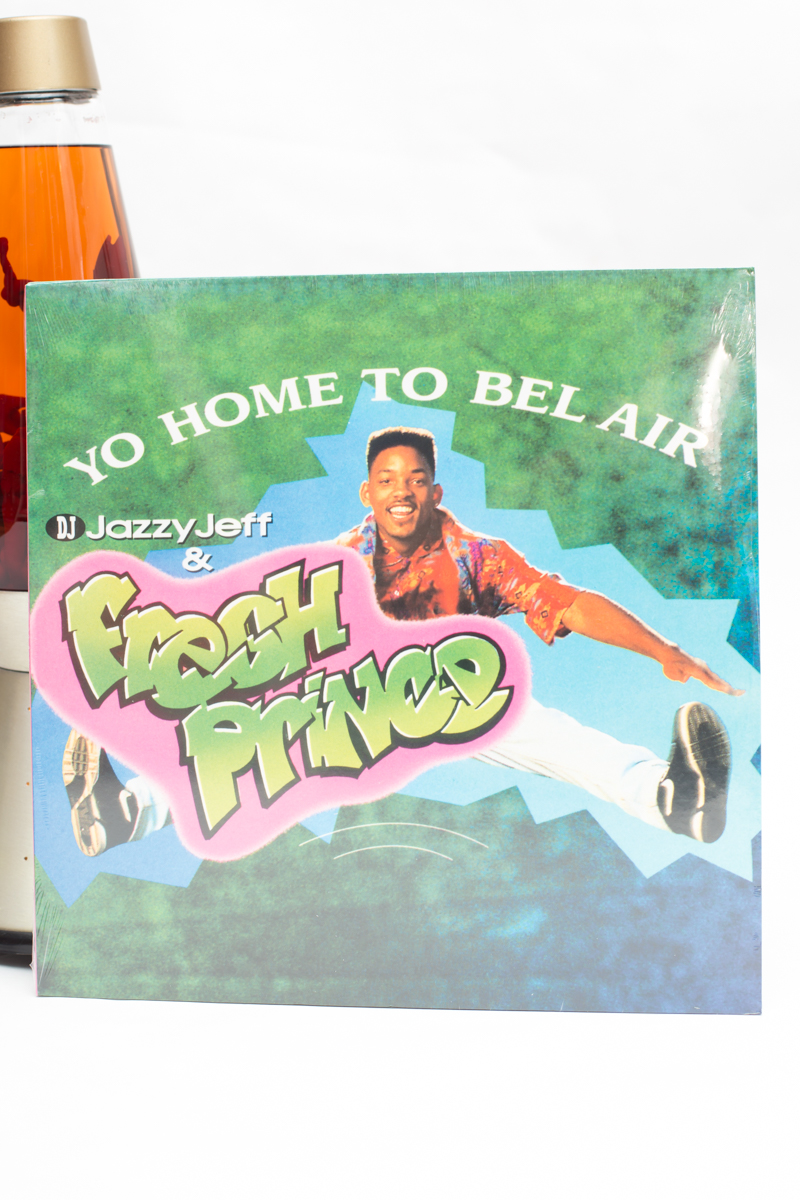 YO HOME TO BEL AIR
DJ JazzyJeff
&
FresH
PriNce